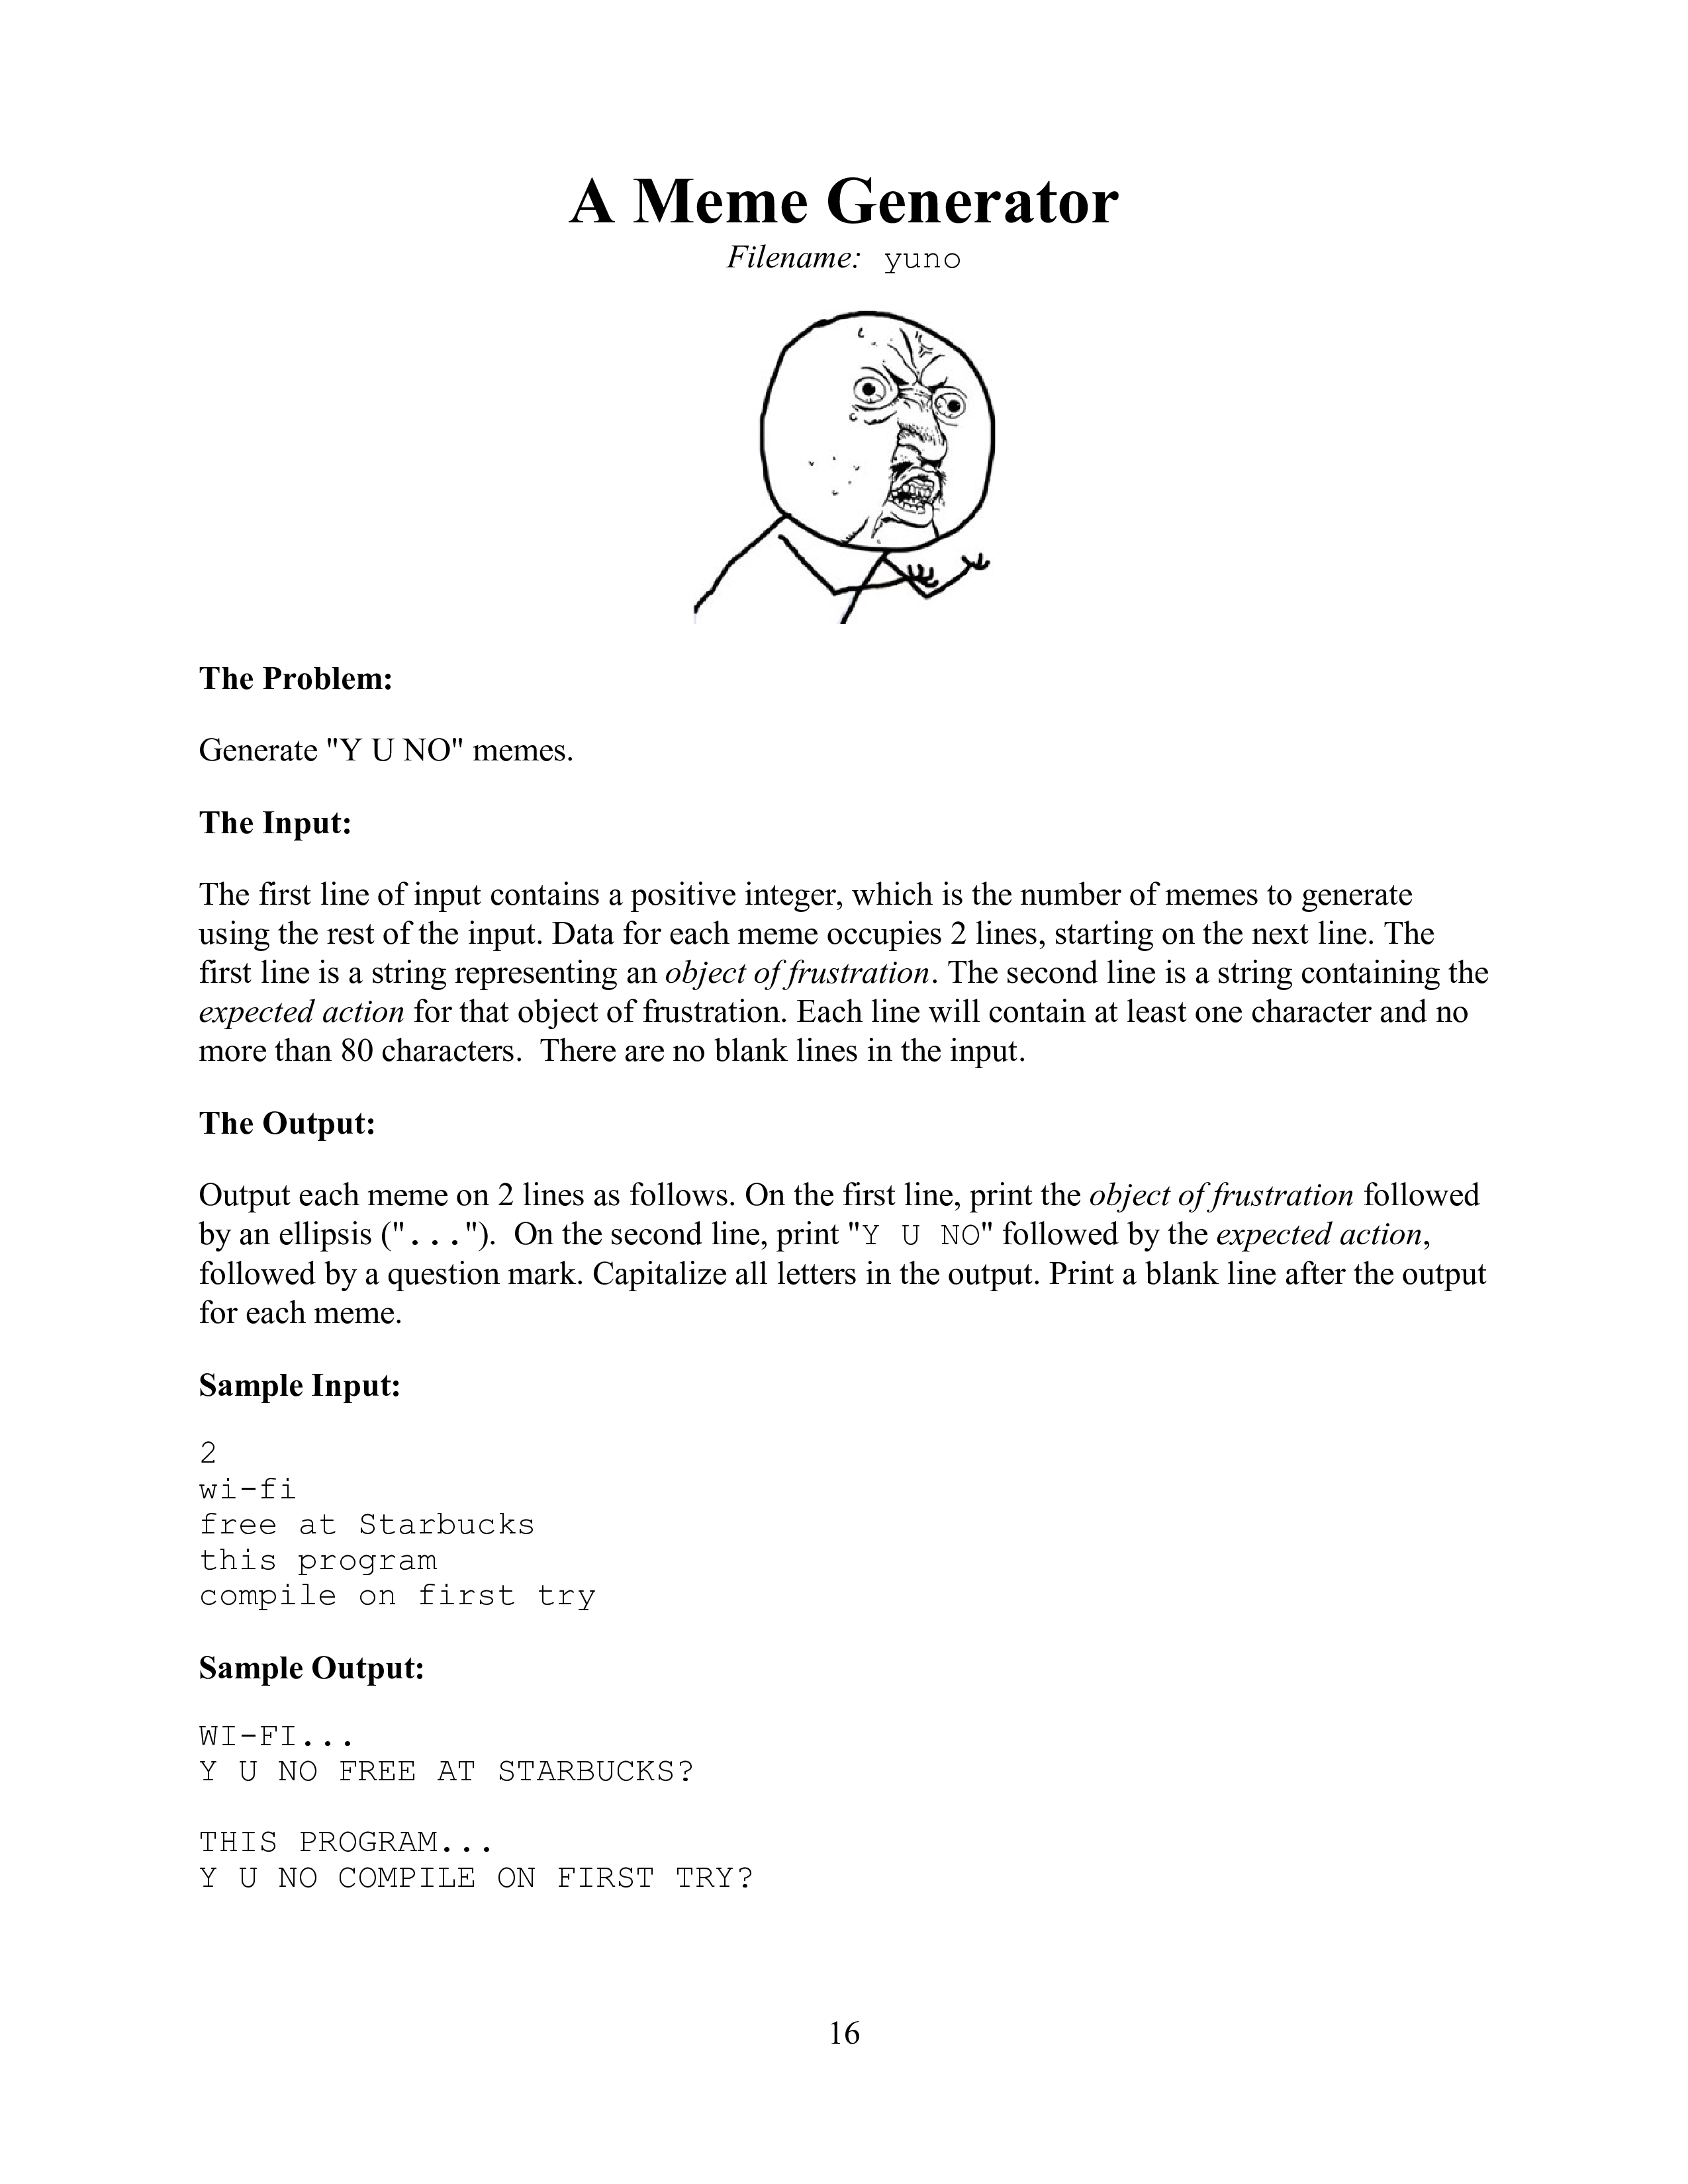 A Meme Generator
Filename: yuno
The Problem:
Generate "Y U NO" memes.
The Input:
The first line of input contains a positive integer, which is the number of memes to generate
using the rest of the input. Data for each meme occupies 2 lines, starting on the next line. The
first line is a string representing an object of frustration. The second line is a string containing the
expected action for that object of frustration. Each line will contain at least one character and no
more than 80 characters.  There are no blank lines in the input.
The Output:
Output each meme on 2 lines as follows. On the first line, print the object of frustration followed
by an ellipsis ("...").  On the second line, print "Y U NO" followed by the expected action,
followed by a question mark. Capitalize all letters in the output. Print a blank line after the output
for each meme.
Sample Input:
2
wi-fi
free at Starbucks
this program
compile on first try
Sample Output:
WI-FI...
Y U NO FREE AT STARBUCKS?
THIS PROGRAM...
Y U NO COMPILE ON FIRST TRY?
16